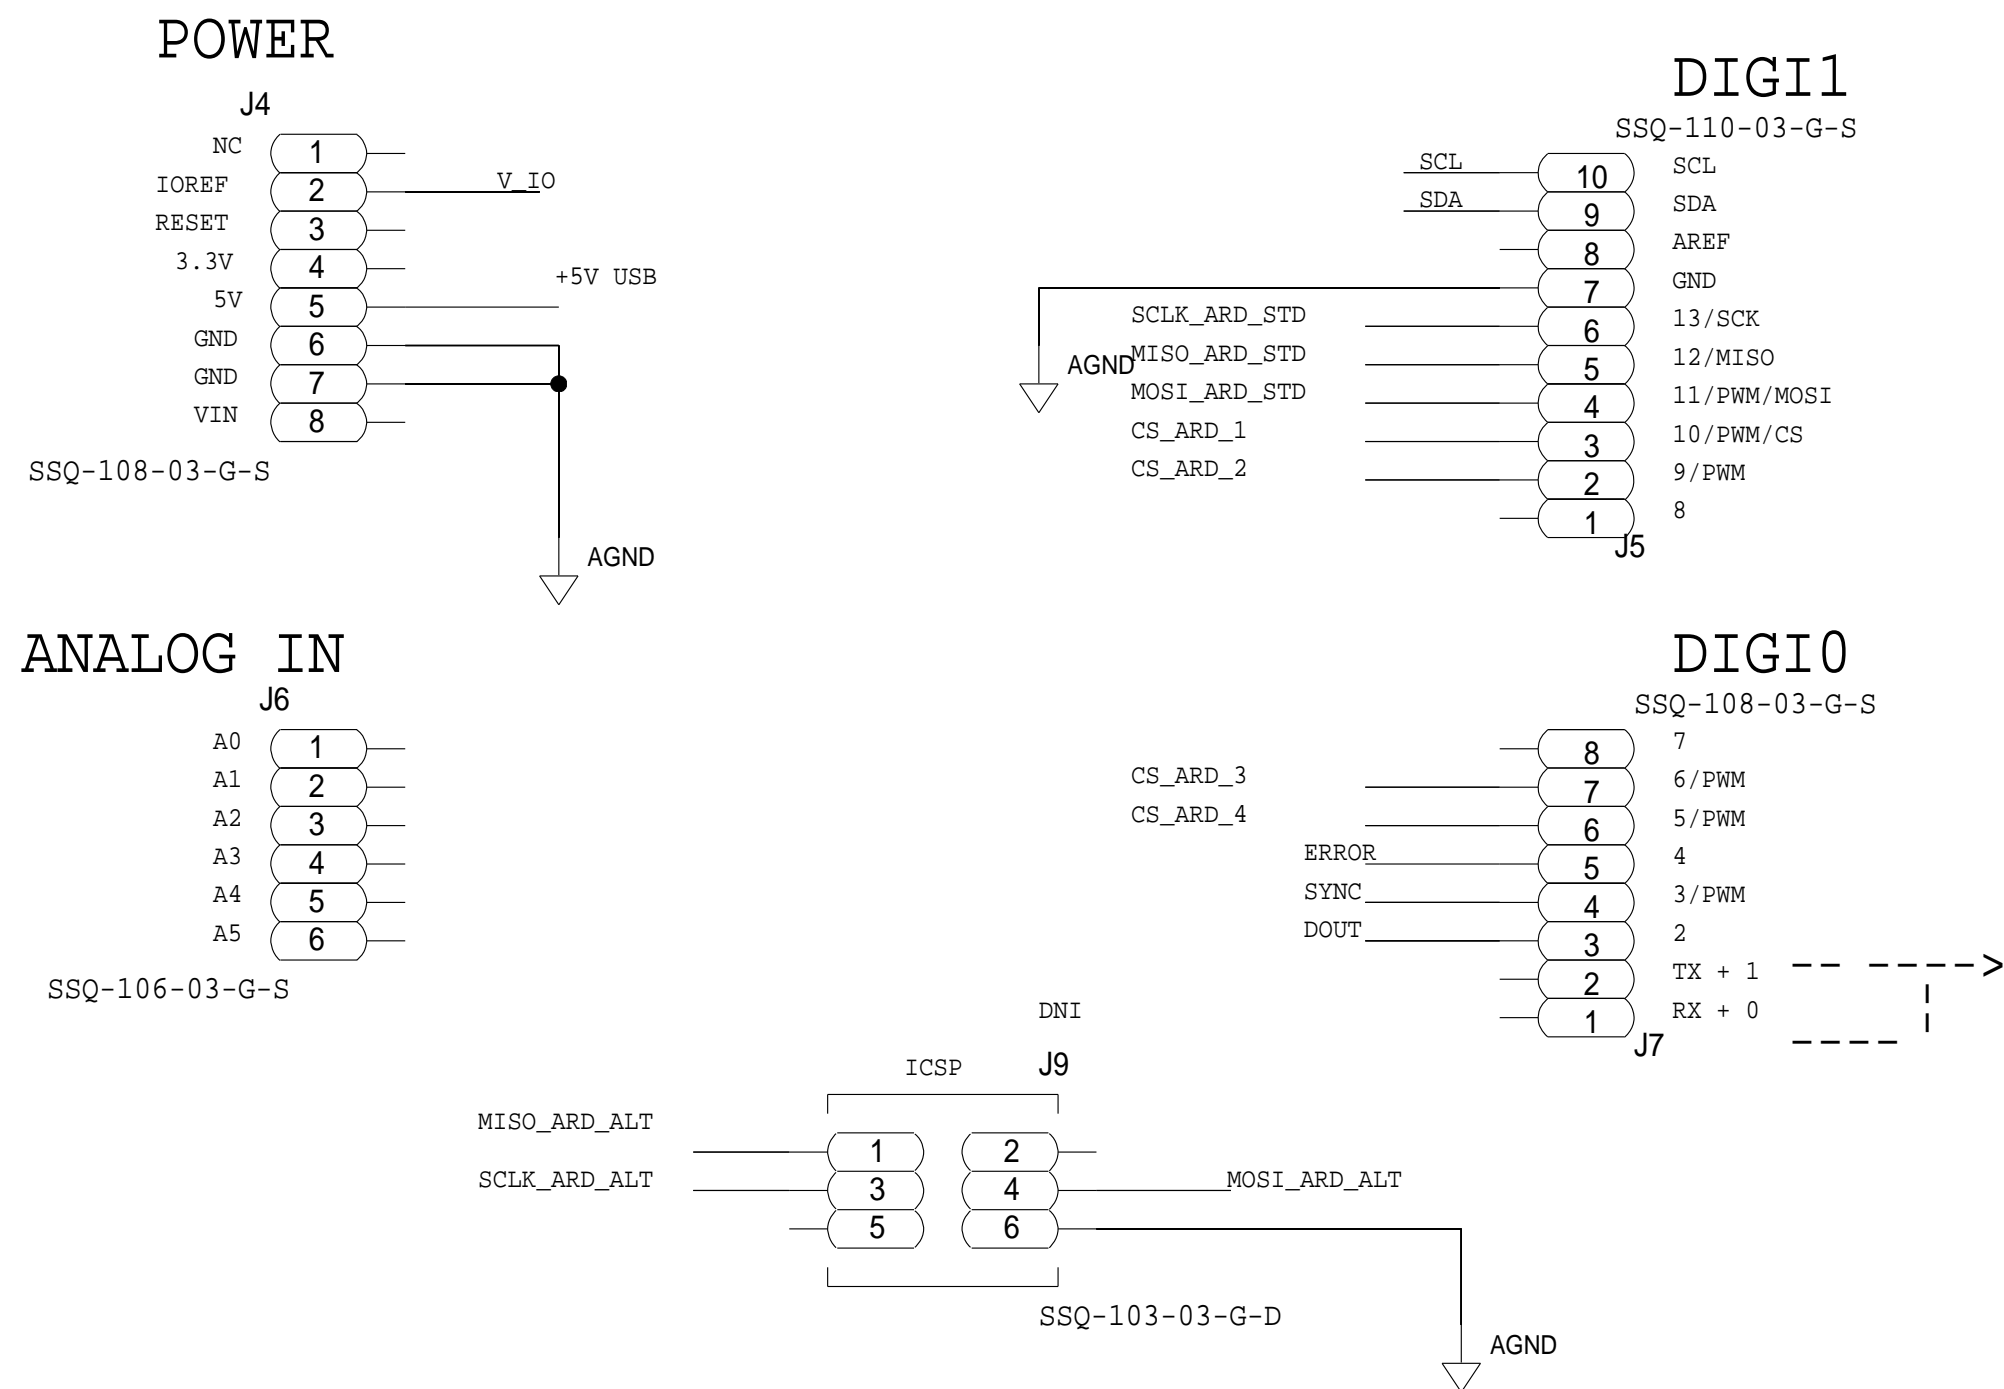 POWER
J4
NC 1
IOREF 2 V_IO
RESET 3
3.3V 4
+5V USB
5V 5
GND 6
GND 7
VIN 8
SSQ-108-03-G-S
AGND
DIGI1
SSQ-110-03-G-S
SCL 10 SCL
SDA 9 SDA
8 AREF
7 GND
SCLK_ARD_STD 6 13/SCK
AGND
MISO_ARD_STD 5 12/MISO
MOSI_ARD_STD 4 11/PWM/MOSI
CS_ARD_1 3 10/PWM/CS
CS_ARD_2 2 9/PWM
1 8
J5
ANALOG IN
J6
A0 1
A1 2
A2 3
A3 4
A4 5
A5 6
SSQ-106-03-G-S
DIGI0
SSQ-108-03-G-S
8 7
CS_ARD_3 7 6/PWM
CS_ARD_4 6 5/PWM
ERROR 5 4
SYNC 4 3/PWM
DOUT 3 2
2 TX + 1
1 RX + 0
J7
DNI
ICSP J9
MISO_ARD_ALT 1 2
SCLK_ARD_ALT 3 4 MOSI_ARD_ALT
5 6
SSQ-103-03-G-D
AGND